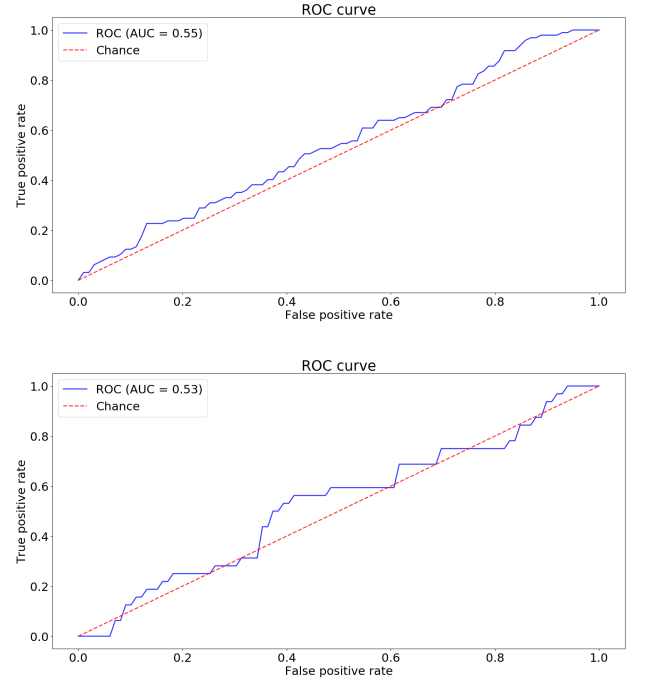 ROC curve
ROC (AUC = 0.55)
Chance
True positive rate
1.0
0.8
0.6
0.4
0.2
0.0
0.0 0.2 0.4 0.6 0.8 1.0
False positive rate
ROC curve
ROC (AUC = 0.53)
Chance
True positive rate
1.0
0.8
0.6
0.4
0.2
0.0
0.0 0.2 0.4 0.6 0.8 1.0
False positive rate